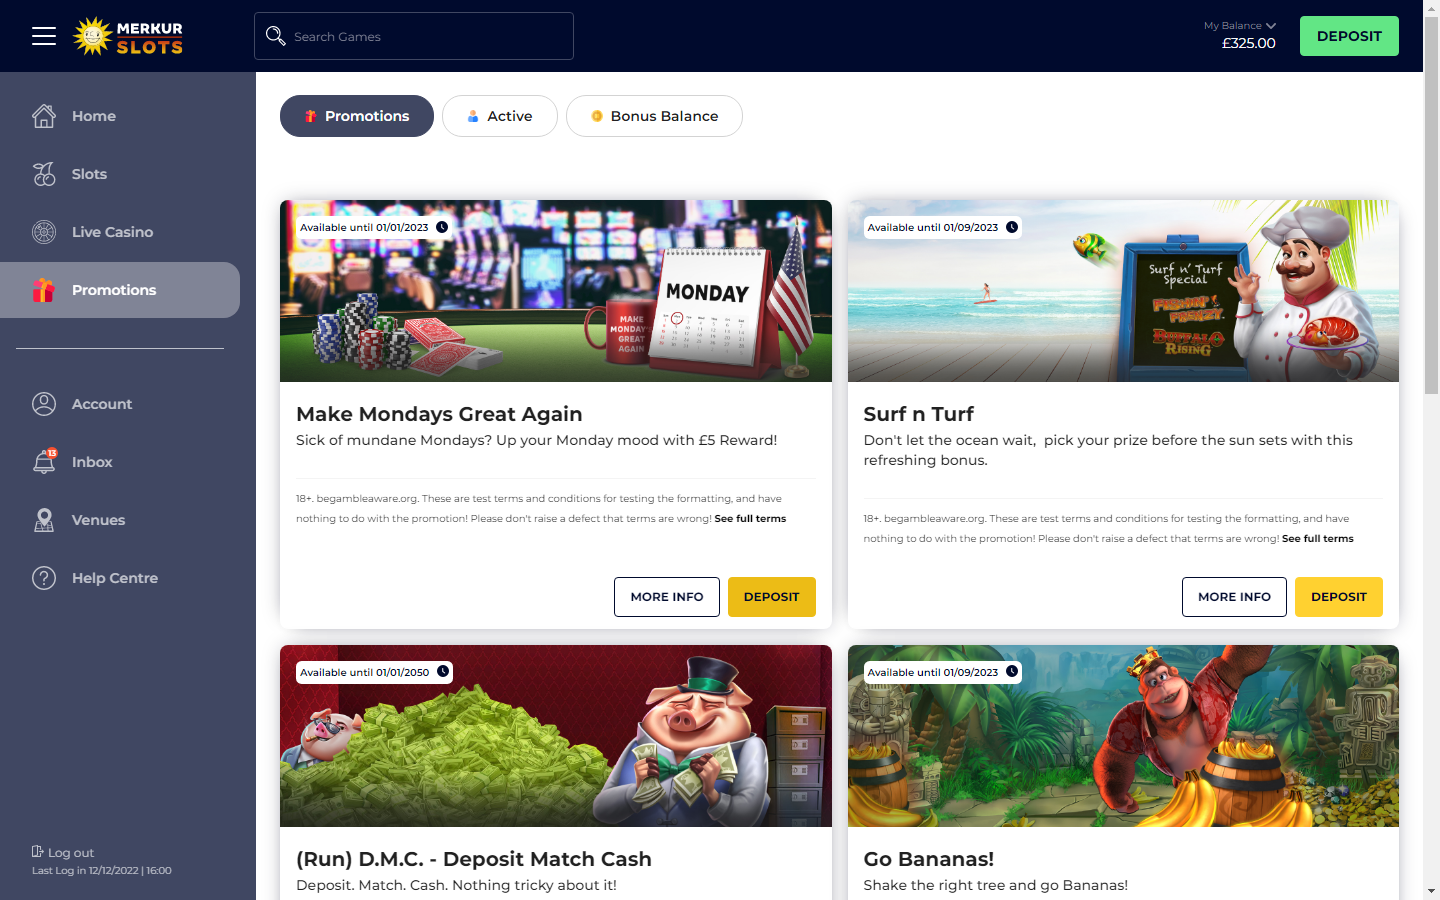 MERKUR
SLOTS
Search Games
My Balance
£325.00
DEPOSIT
Home
Slots
Live Casino
Promotions
Account
13
Inbox
Venues
Help Centre
Log out
Last Log in 12/12/2022 | 16:00
Promotions
Active
Bonus Balance
Available until 01/01/2023
MONDAY
MAKE
MONDAY'S
GREAT
AGAIN
Make Mondays Great Again
Sick of mundane Mondays? Up your Monday mood with £5 Reward!
18+. begambleaware.org. These are test terms and conditions for testing the formatting, and have
nothing to do with the promotion! Please don't raise a defect that terms are wrong! See full terms
MORE INFO
DEPOSIT
Available until 01/09/2023
Surf n' Turf
Special
FISHIN'
FRENZY
BUFFALO
RISING
Surf n Turf
Don't let the ocean wait, pick your prize before the sun sets with this
refreshing bonus.
18+. begambleaware.org. These are test terms and conditions for testing the formatting, and have
nothing to do with the promotion! Please don't raise a defect that terms are wrong! See full terms
MORE INFO
DEPOSIT
Available until 01/01/2050
(Run) D.M.C. - Deposit Match Cash
Deposit. Match. Cash. Nothing tricky about it!
Available until 01/09/2023
Go Bananas!
Shake the right tree and go Bananas!